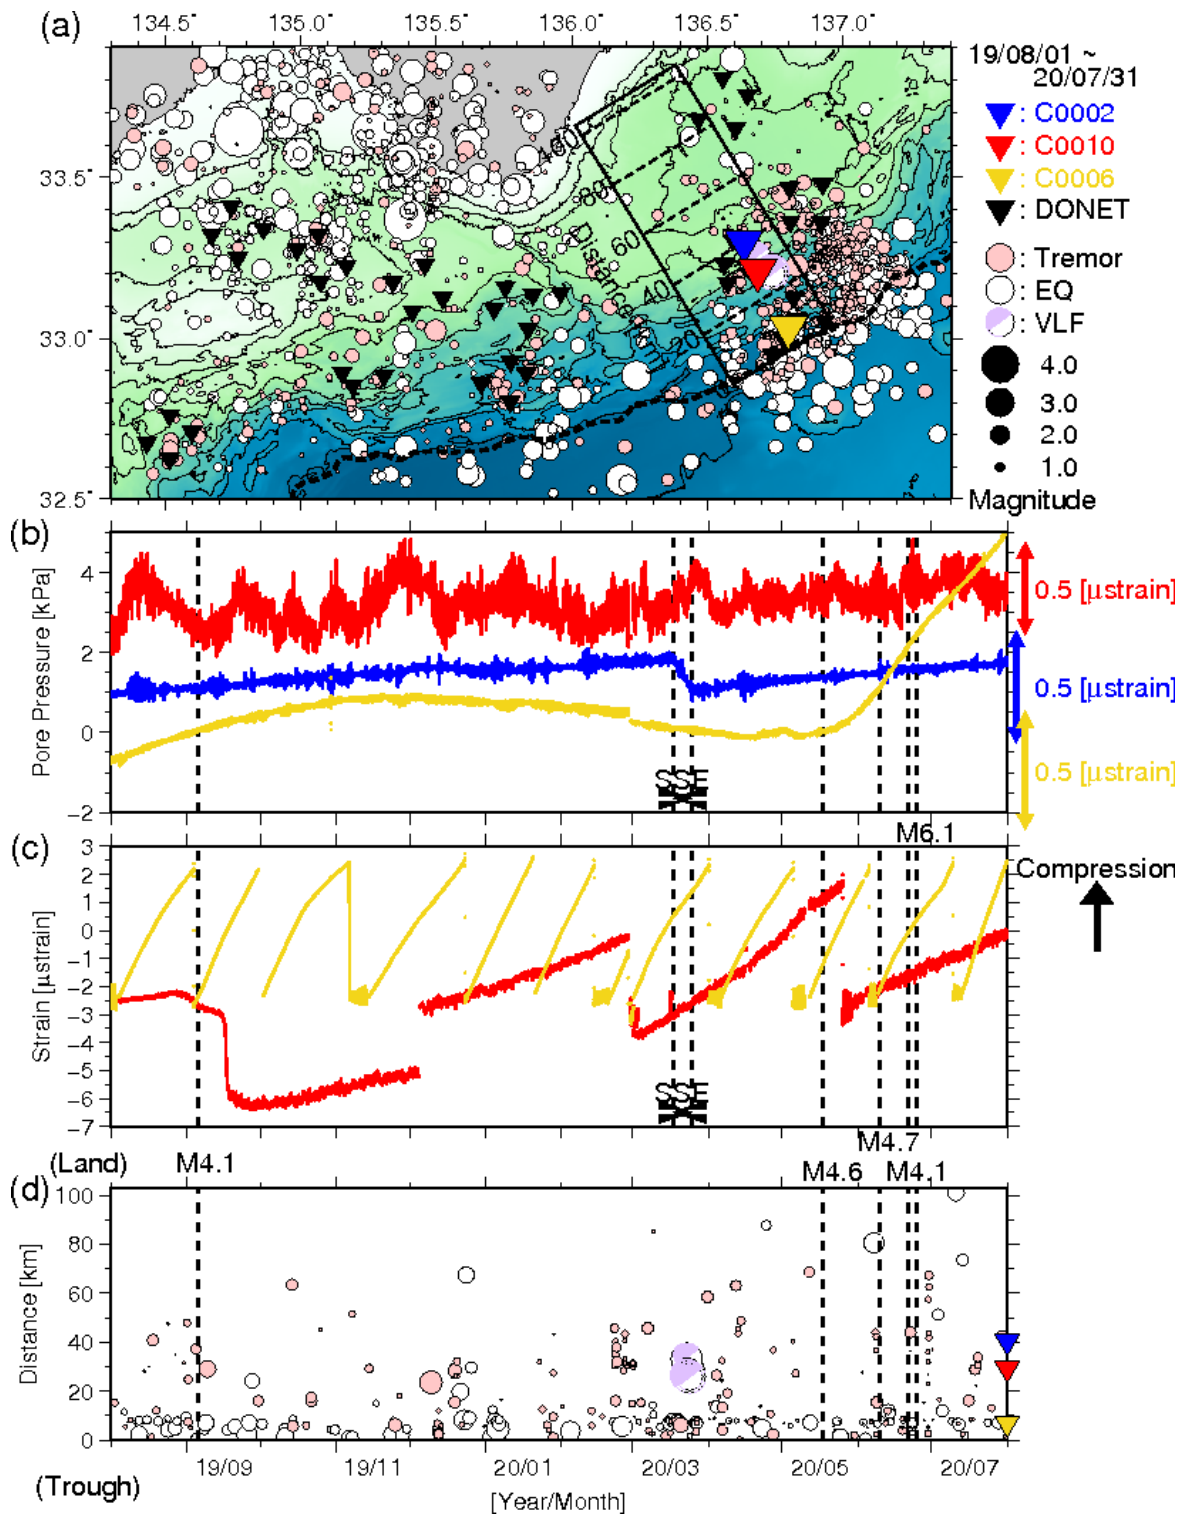 (a)
134.5° 135.0° 135.5° 136.0° 136.5° 137.0°
19/08/01 ~
20/07/31
: C0002
: C0010
: C0006
: DONET
: Tremor
: EQ
: VLF
4.0
3.0
2.0
1.0
Magnitude
33.5°
33.0°
32.5°
100
80
60
40
20
(b)
Pore Pressure [kPa]
4
2
0
−2
0.5 [μstrain]
0.5 [μstrain]
0.5 [μstrain]
SSE
M6.1
(c)
Strain [μstrain]
3
2
1
0
−1
−2
−3
−4
−5
−6
−7
Compression
SSE
M4.7
(Land) M4.1 M4.6 M4.1
(d)
Distance [km]
100
80
60
40
20
0
19/09 19/11 20/01 20/03 20/05 20/07
(Trough)
[Year/Month]